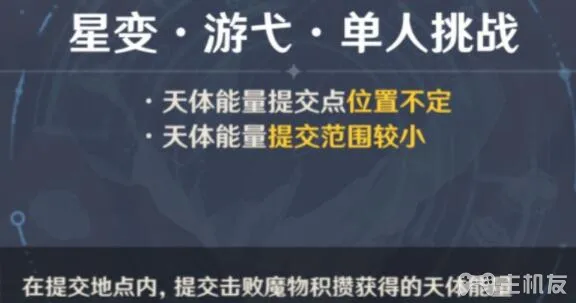 星变·游弋·单人挑战
·天体能量提交点位置不定
·天体能量提交范围较小
在提交地点内，提交击败魔物积攒获得的天体能量
主机友